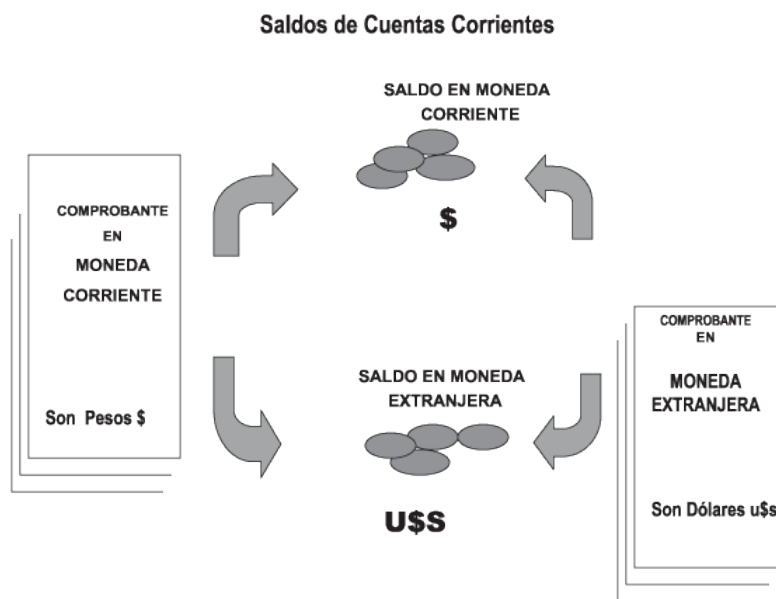 Saldos de Cuentas Corrientes
SALDO EN MONEDA
CORRIENTE
$
COMPROBANTE
EN
MONEDA
CORRIENTE
Son Pesos $
SALDO EN MONEDA
EXTRANJERA
U$S
COMPROBANTE
EN
MONEDA
EXTRANJERA
Son Dólares u$s